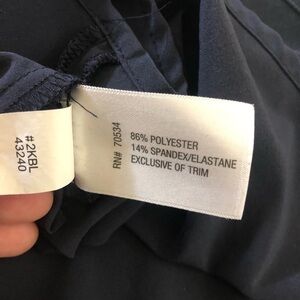 #2KBL
43240
RN# 70534
86% POLYESTER
14% SPANDEX/ELASTANE
EXCLUSIVE OF TRIM